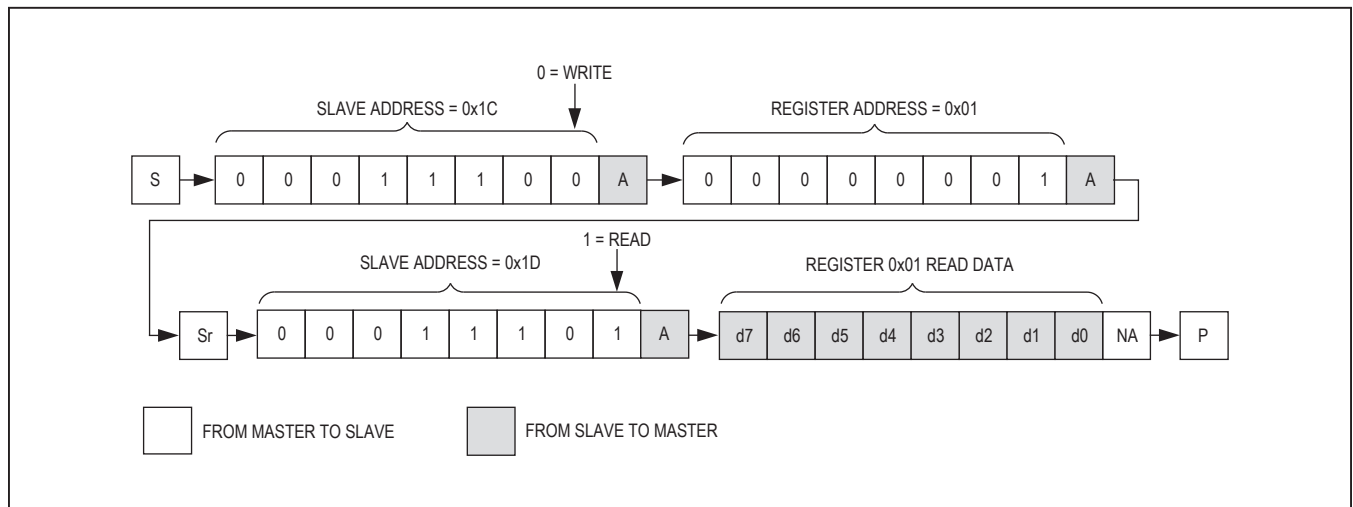 0 = WRITE
SLAVE ADDRESS = 0x1C
REGISTER ADDRESS = 0x01
S 0 0 0 1 1 1 0 0 A 0 0 0 0 0 0 0 1 A
1 = READ
SLAVE ADDRESS = 0x1D
REGISTER 0x01 READ DATA
Sr 0 0 0 1 1 1 0 1 A d7 d6 d5 d4 d3 d2 d1 d0 NA P
FROM MASTER TO SLAVE
FROM SLAVE TO MASTER